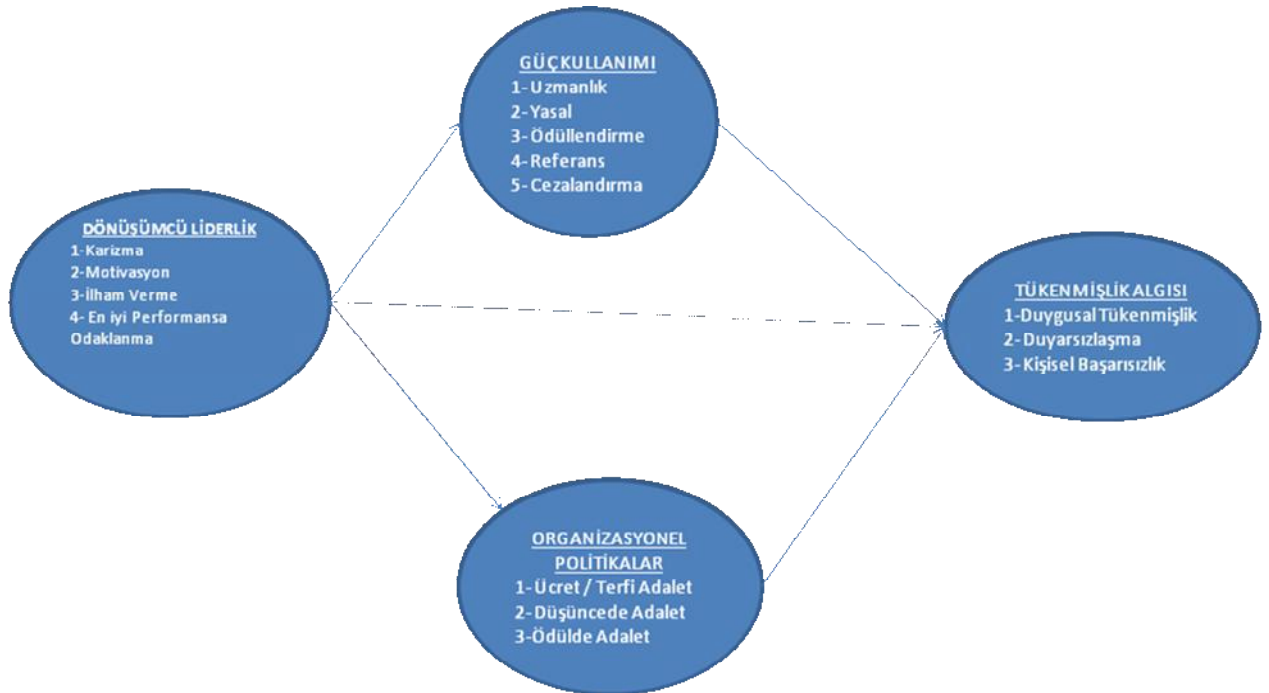 GÜÇ KULLANIMI
1- Uzmanlık
2- Yasal
3- Ödüllendirme
4- Referans
5- Cezalandırma
DÖNÜŞÜMCÜ LİDERLİK
1-Karizma
2-Motivasyon
3-İlham Verme
4- En iyi Performansa
Odaklanma
TÜKENMİŞLİK ALGISI
1-Duygusal Tükenmişlik
2- Duyarsızlaşma
3- Kişisel Başarısızlık
ORGANİZASYONEL
POLİTİKALAR
1- Ücret / Terfi Adalet
2- Düşüncede Adalet
3-Ödülde Adalet